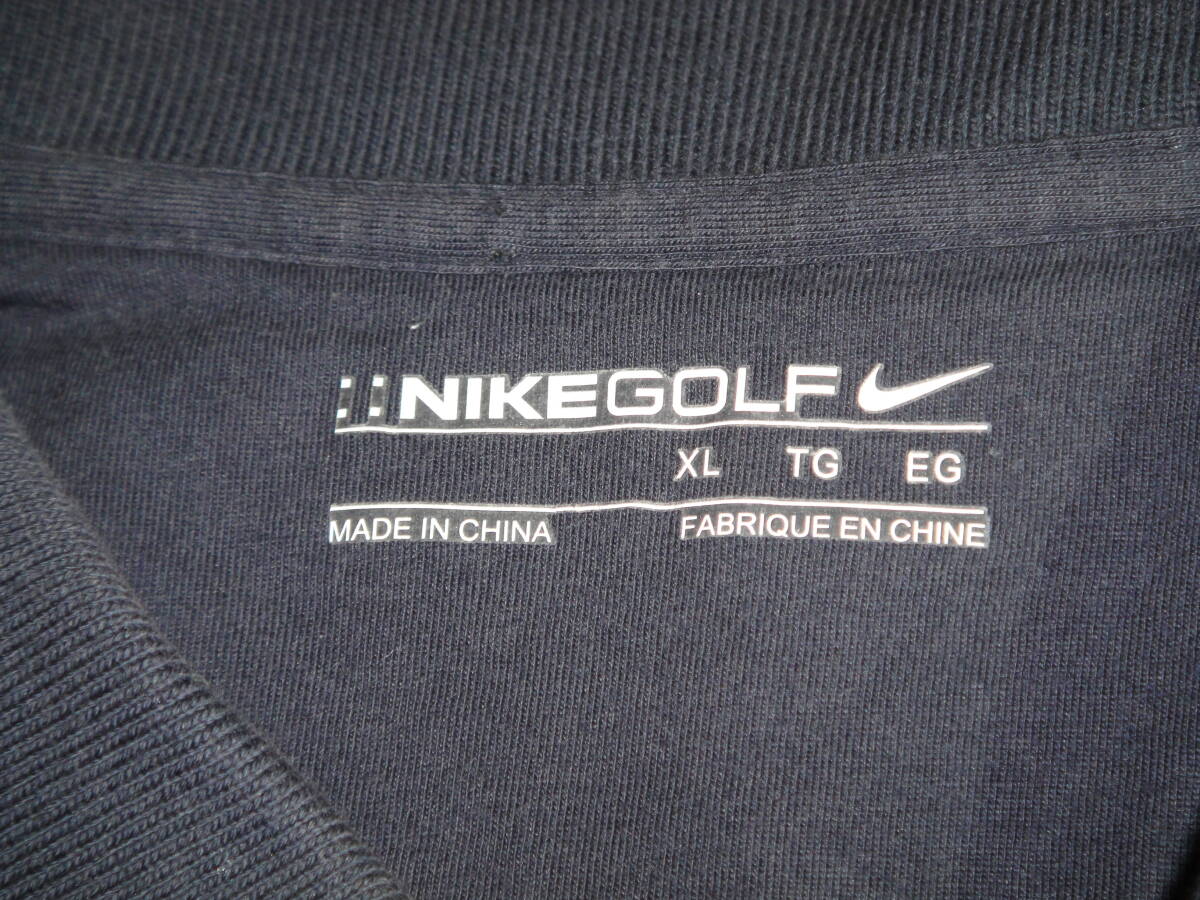 NIKEGOLF
XL TG EG
MADE IN CHINA FABRIQUE EN CHINE